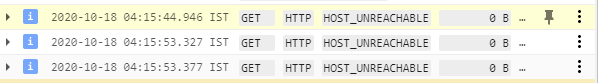 i 2020-10-18 04:15:44.946 IST GET HTTP HOST_UNREACHABLE 0 B …
i 2020-10-18 04:15:53.327 IST GET HTTP HOST_UNREACHABLE 0 B …
i 2020-10-18 04:15:53.377 IST GET HTTP HOST_UNREACHABLE 0 B …